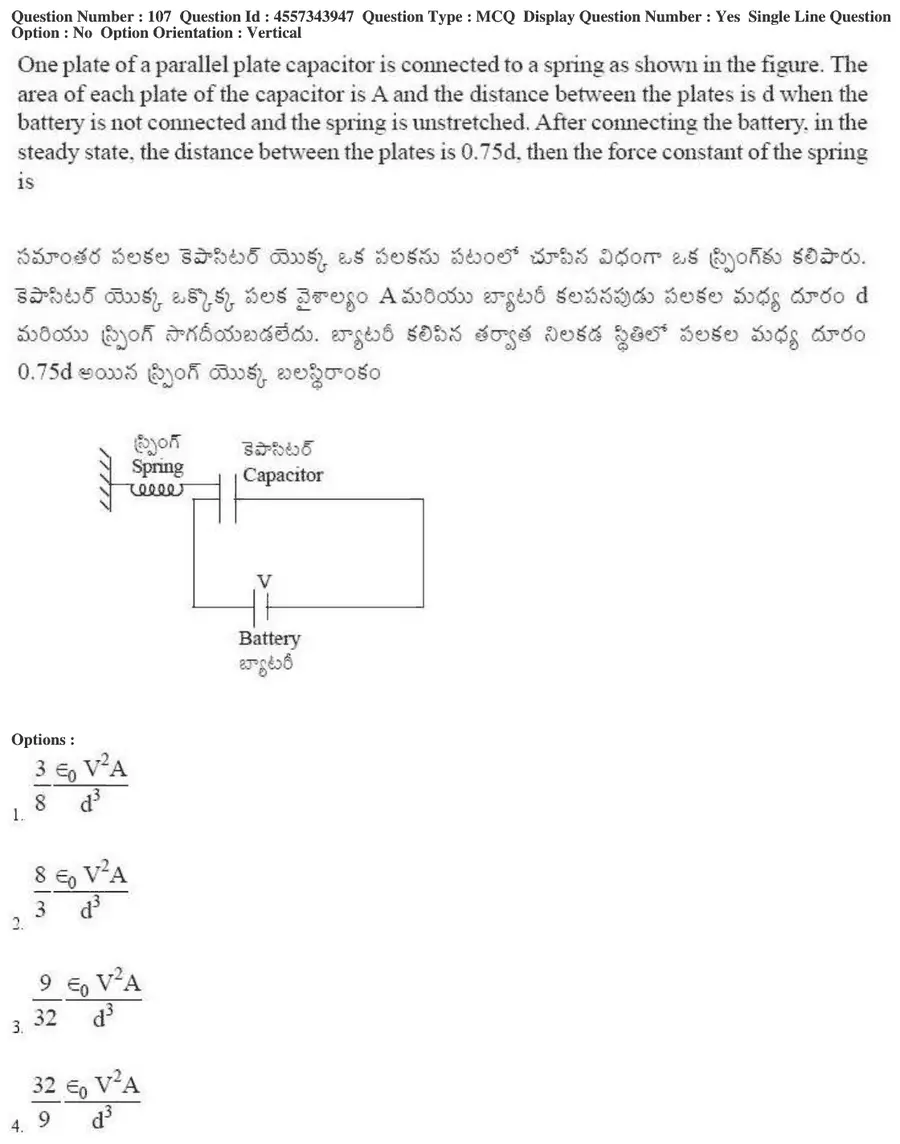 Question Number : 107 Question Id : 4557343947 Question Type : MCQ Display Question Number : Yes Single Line Question
Option : No Option Orientation : Vertical
One plate of a parallel plate capacitor is connected to a spring as shown in the figure. The
area of each plate of the capacitor is A and the distance between the plates is d when the
battery is not connected and the spring is unstretched. After connecting the battery, in the
steady state, the distance between the plates is 0.75d, then the force constant of the spring
is
సమాంతర పలకల కెపాసిటర్ యొక్క ఒక పలకను పటంలో చూపిన విధంగా ఒక స్ప్రింగ్‌కు కలిపారు.
కెపాసిటర్ యొక్క ఒక్కొక్క పలక వైశాల్యం A మరియు బ్యాటరీ కలపనపుడు పలకల మధ్య దూరం d
మరియు స్ప్రింగ్ సాగదీయబడలేదు. బ్యాటరీ కలిపిన తర్వాత నిలకడ స్థితిలో పలకల మధ్య దూరం
0.75d అయిన స్ప్రింగ్ యొక్క బలస్థిరాంకం
స్ప్రింగ్
Spring
కెపాసిటర్
Capacitor
V
Battery
బ్యాటరీ
Options :
1. 3/8 ∈₀ V²A/d³
2. 8/3 ∈₀ V²A/d³
3. 9/32 ∈₀ V²A/d³
4. 32/9 ∈₀ V²A/d³